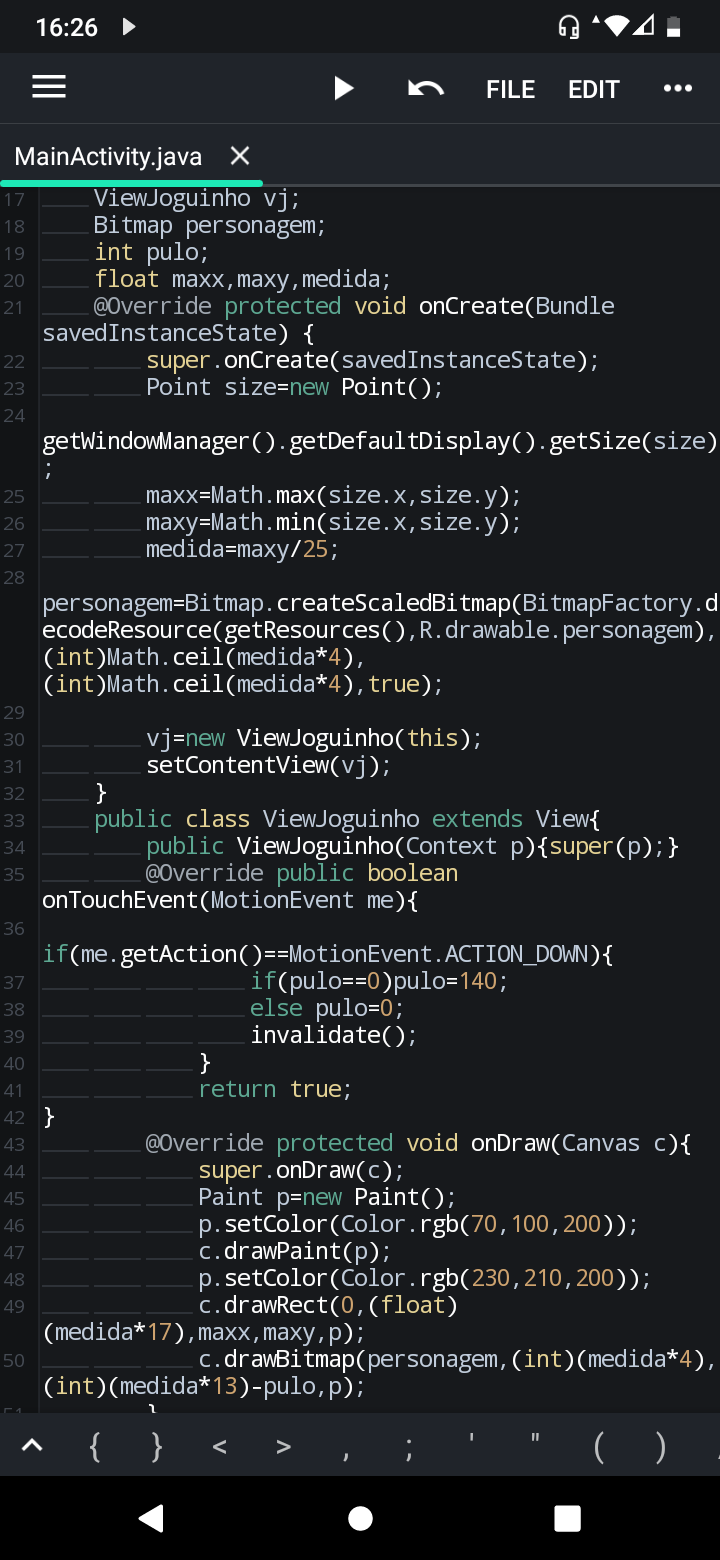 16:26
FILE EDIT
MainActivity.java
17 ViewJoguinho vj;
18 Bitmap personagem;
19 int pulo;
20 float maxx,maxy,medida;
21 @Override protected void onCreate(Bundle
savedInstanceState) {
22 super.onCreate(savedInstanceState);
23 Point size=new Point();
24
getWindowManager().getDefaultDisplay().getSize(size)
;
25 maxx=Math.max(size.x,size.y);
26 maxy=Math.min(size.x,size.y);
27 medida=maxy/25;
28
personagem=Bitmap.createScaledBitmap(BitmapFactory.d
ecodeResource(getResources(),R.drawable.personagem),
(int)Math.ceil(medida*4),
(int)Math.ceil(medida*4),true);
29
30 vj=new ViewJoguinho(this);
31 setContentView(vj);
32 }
33 public class ViewJoguinho extends View{
34 public ViewJoguinho(Context p){super(p);}
35 @Override public boolean
onTouchEvent(MotionEvent me){
36
if(me.getAction()==MotionEvent.ACTION_DOWN){
37 if(pulo==0)pulo=140;
38 else pulo=0;
39 invalidate();
40 }
41 return true;
42 }
43 @Override protected void onDraw(Canvas c){
44 super.onDraw(c);
45 Paint p=new Paint();
46 p.setColor(Color.rgb(70,100,200));
47 c.drawPaint(p);
48 p.setColor(Color.rgb(230,210,200));
49 c.drawRect(0,(float)
(medida*17),maxx,maxy,p);
50 c.drawBitmap(personagem,(int)(medida*4),
(int)(medida*13)-pulo,p);
51 }
{ } < > , ; ' " ( )